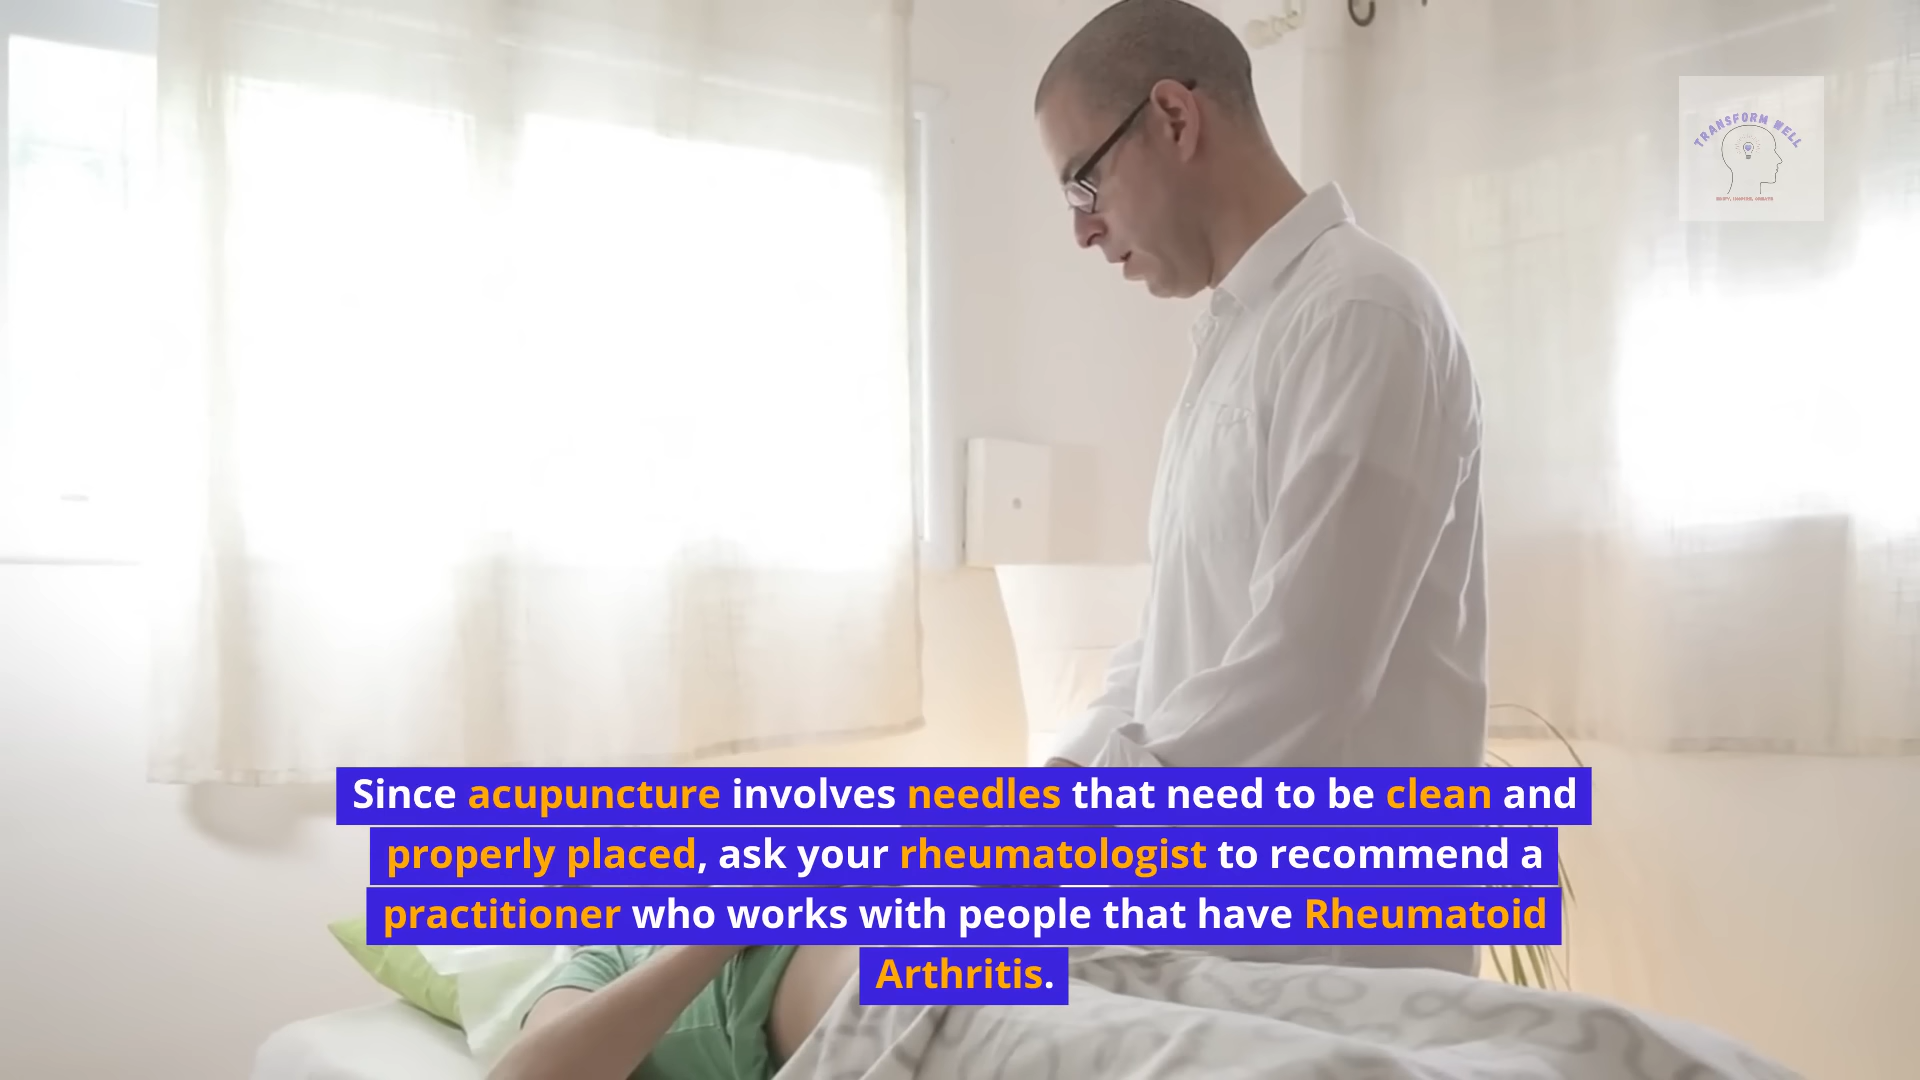 TRANSFORM WELL
Since acupuncture involves needles that need to be clean and
properly placed, ask your rheumatologist to recommend a
practitioner who works with people that have Rheumatoid
Arthritis.